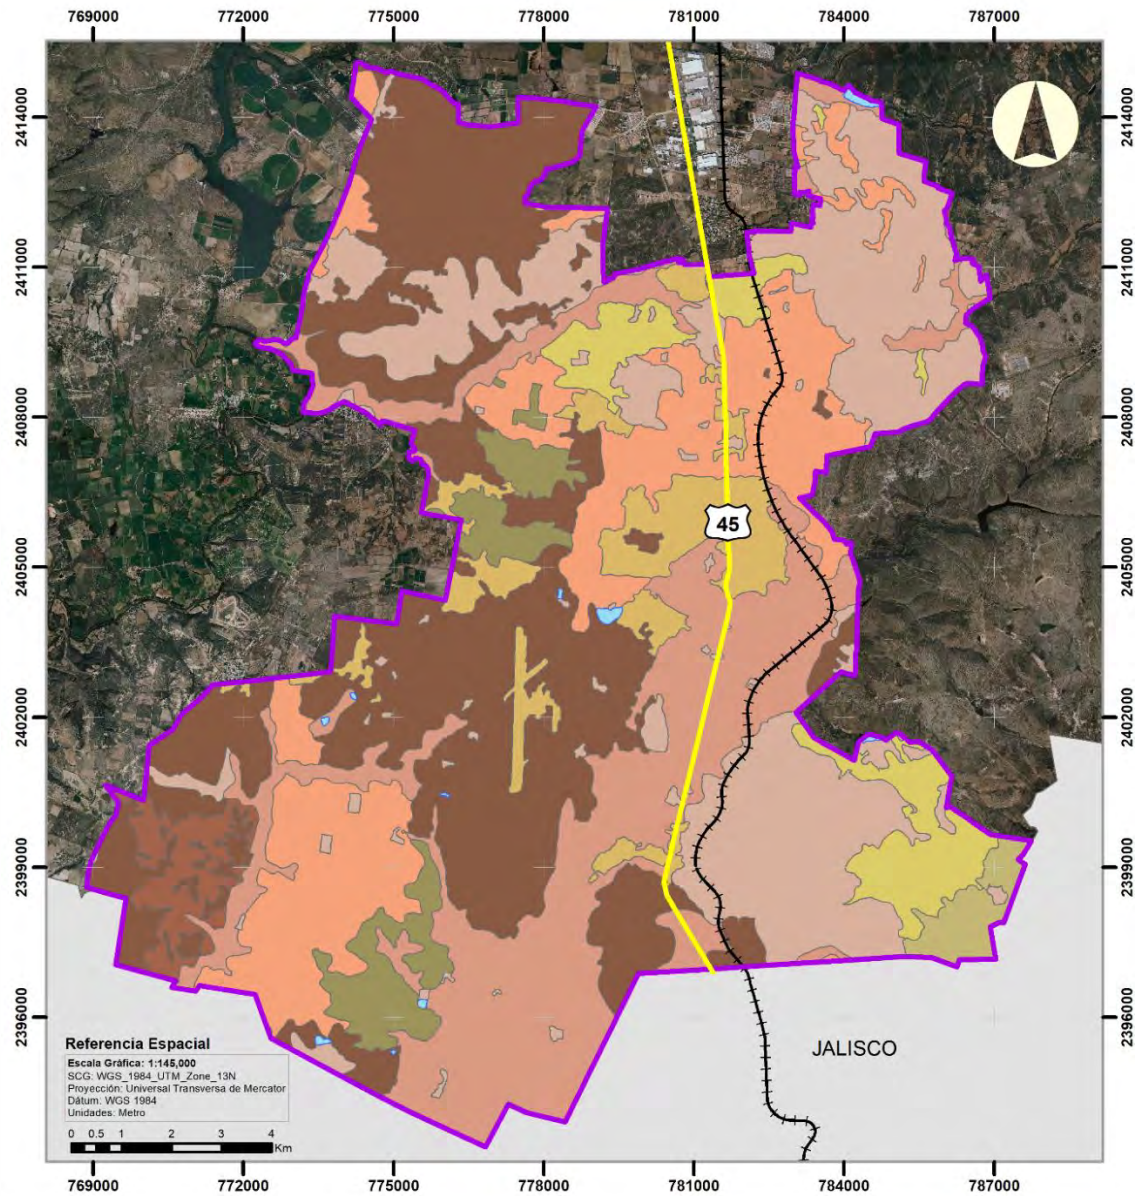 769000 772000 775000 778000 781000 784000 787000
2414000 2414000
2411000 2411000
2408000 2408000
45
2405000 2405000
2402000 2402000
2399000 2399000
2396000 2396000
JALISCO
Referencia Espacial
Escala Gráfica: 1:145,000
SCG: WGS_1984_UTM_Zone_13N
Proyección: Universal Transversa de Mercator
Dátum: WGS 1984
Unidades: Metro
0 0.5 1 2 3 4
Km
769000 772000 775000 778000 781000 784000 787000